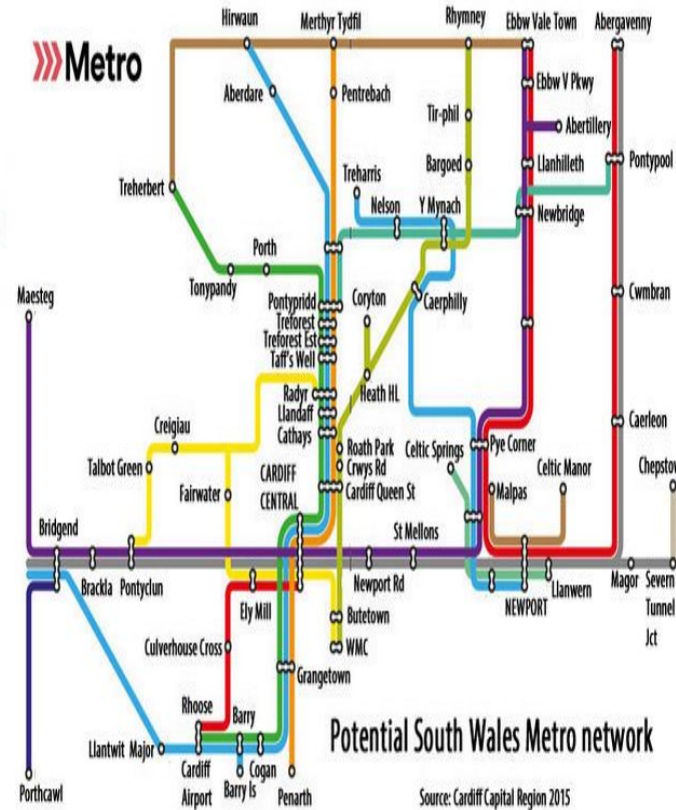 Metro
Hirwaun
Merthyr Tydfil
Rhymney
Ebbw Vale Town
Abergavenny
Aberdare
Pentrebach
Ebbw V Pkwy
Tir-phil
Abertillery
Bargoed
Llanhilleth
Pontypool
Treherbert
Treharris
Nelson
Y Mynach
Newbridge
Porth
Tonypandy
Maesteg
Pontypridd
Coryton
Caerphilly
Cwmbran
Treforest
Treforest Est
Taff's Well
Radyr
Heath HL
Llandaff
Creigiau
Cathays
Roath Park
Caerleon
Talbot Green
CARDIFF
CENTRAL
Crwys Rd
Celtic Springs
Pye Corner
Celtic Manor
Chepstow
Fairwater
Cardiff Queen St
Malpas
Bridgend
St Mellons
Brackla
Pontyclun
Ely Mill
Newport Rd
NEWPORT
Llanwern
Magor
Severn
Tunnel
Jct
Butetown
Culverhouse Cross
WMC
Grangetown
Rhoose
Barry
Llantwit Major
Cardiff
Airport
Cogan
Barry Is
Penarth
Porthcawl
Potential South Wales Metro network
Source: Cardiff Capital Region 2015